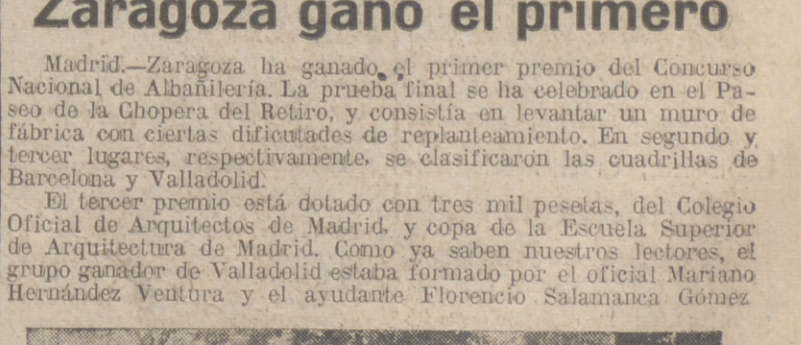 Zaragoza ganó el primero
Madrid.—Zaragoza ha ganado el primer premio del Concurso
Nacional de Albañilería. La prueba final se ha celebrado en el Pa-
seo de la Chopera del Retiro, y consistía en levantar un muro de
fábrica con ciertas dificultades de replanteamiento. En segundo y
tercer lugares, respectivamente, se clasificaron las cuadrillas de
Barcelona y Valladolid.
El tercer premio está dotado con tres mil pesetas, del Colegio
Oficial de Arquitectos de Madrid, y copa de la Escuela Superior
de Arquitectura de Madrid. Como ya saben nuestros lectores, el
grupo ganador de Valladolid estaba formado por el oficial Mariano
Hernández Ventura y el ayudante Florencio Salamanca Gómez